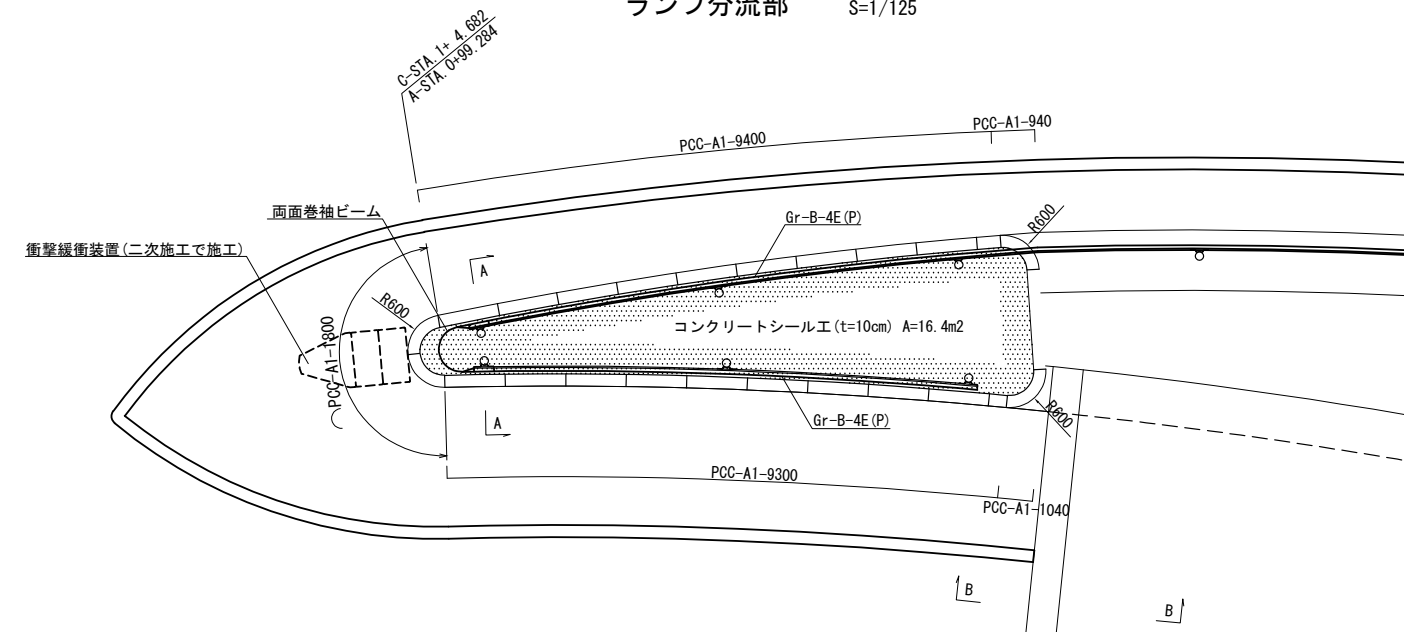 ランプ分流部 S=1/125
C-STA.1+ 4.682
A-STA.0+99.284
PCC-A1-9400
PCC-A1-940
両面巻袖ビーム
Gr-B-4E(P)
R600
衝撃緩衝装置(二次施工で施工)
A
R600
PCC-A1-1800
コンクリートシール工(t=10cm) A=16.4m2
A
Gr-B-4E(P)
R600
PCC-A1-9300
PCC-A1-1040
B
B